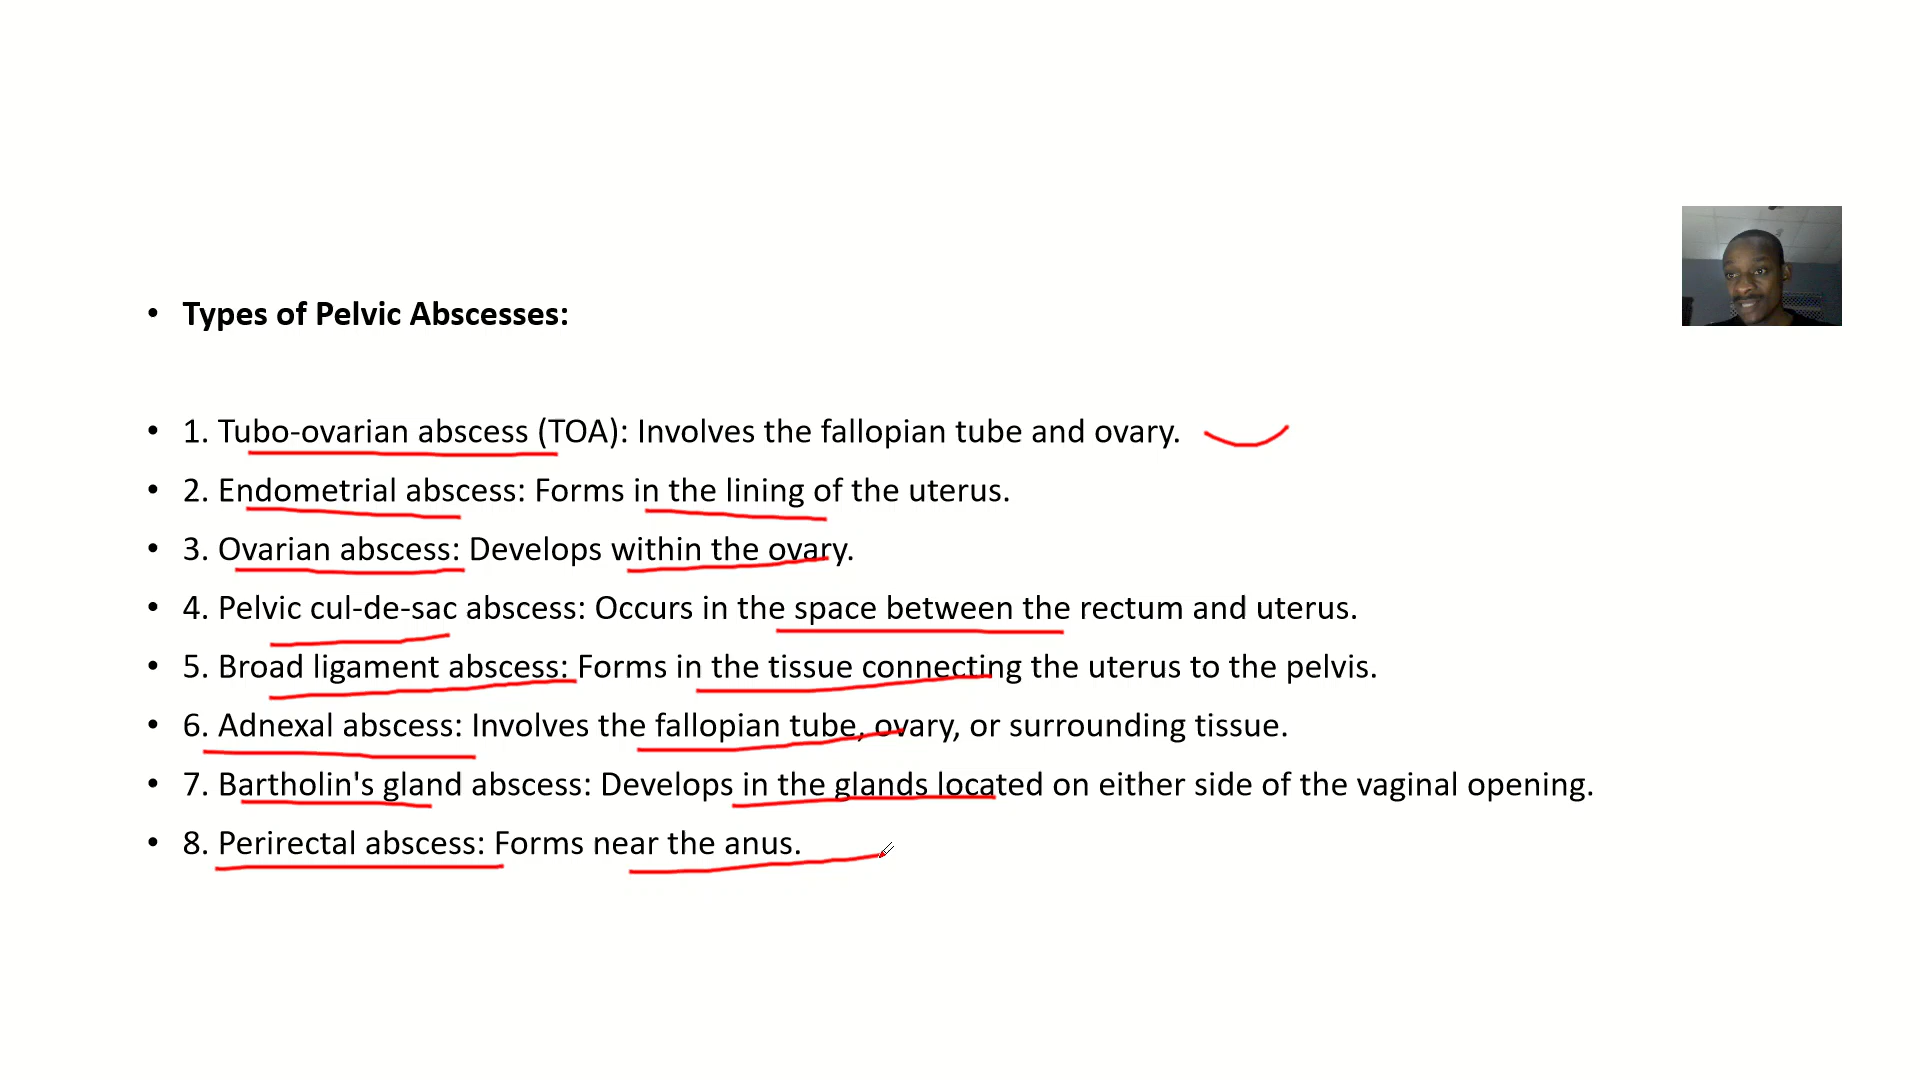 • Types of Pelvic Abscesses:
• 1. Tubo-ovarian abscess (TOA): Involves the fallopian tube and ovary.
• 2. Endometrial abscess: Forms in the lining of the uterus.
• 3. Ovarian abscess: Develops within the ovary.
• 4. Pelvic cul-de-sac abscess: Occurs in the space between the rectum and uterus.
• 5. Broad ligament abscess: Forms in the tissue connecting the uterus to the pelvis.
• 6. Adnexal abscess: Involves the fallopian tube, ovary, or surrounding tissue.
• 7. Bartholin's gland abscess: Develops in the glands located on either side of the vaginal opening.
• 8. Perirectal abscess: Forms near the anus.